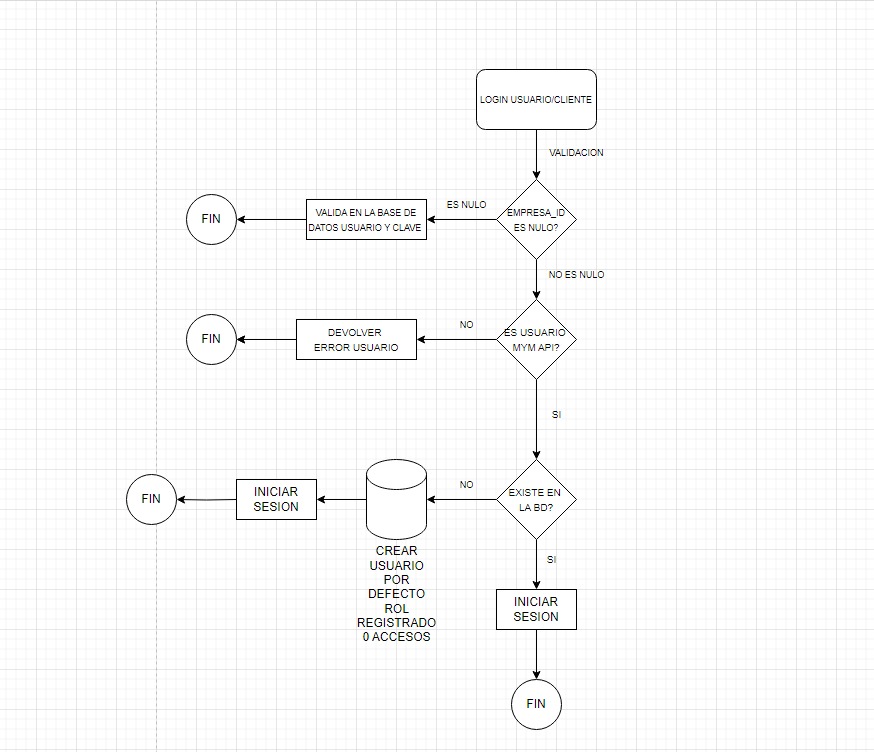 LOGIN USUARIO/CLIENTE
VALIDACION
EMPRESA_ID
ES NULO?
ES NULO
VALIDA EN LA BASE DE
DATOS USUARIO Y CLAVE
FIN
NO ES NULO
ES USUARIO
MYM API?
NO
DEVOLVER
ERROR USUARIO
FIN
SI
EXISTE EN
LA BD?
NO
CREAR
USUARIO
POR
DEFECTO
ROL
REGISTRADO
0 ACCESOS
INICIAR
SESION
FIN
SI
INICIAR
SESION
FIN